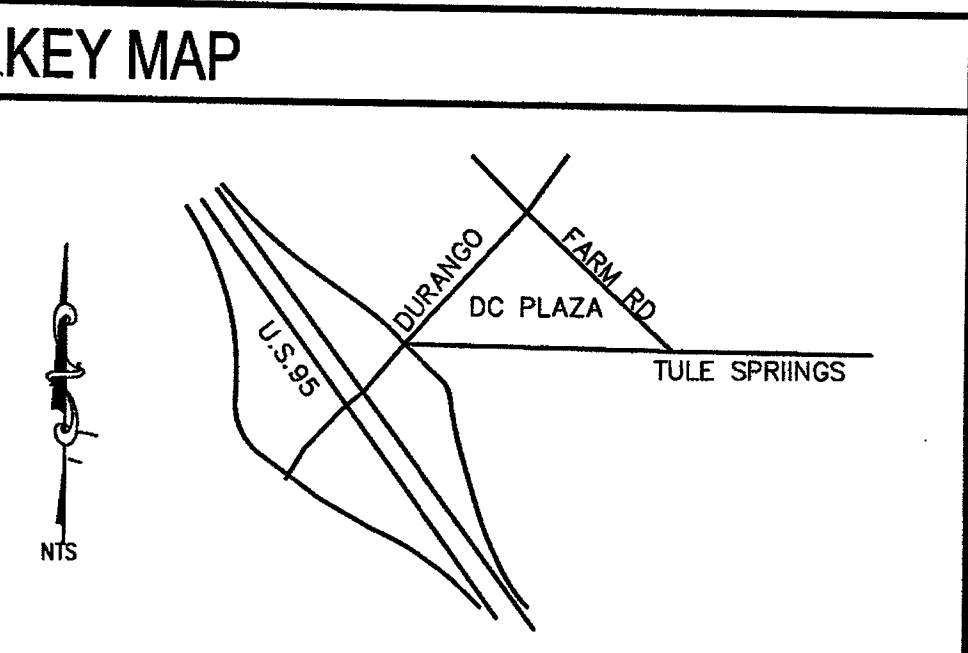 KEY MAP
DURANGO
FARM RD
DC PLAZA
U.S.95
TULE SPRIINGS
NTS